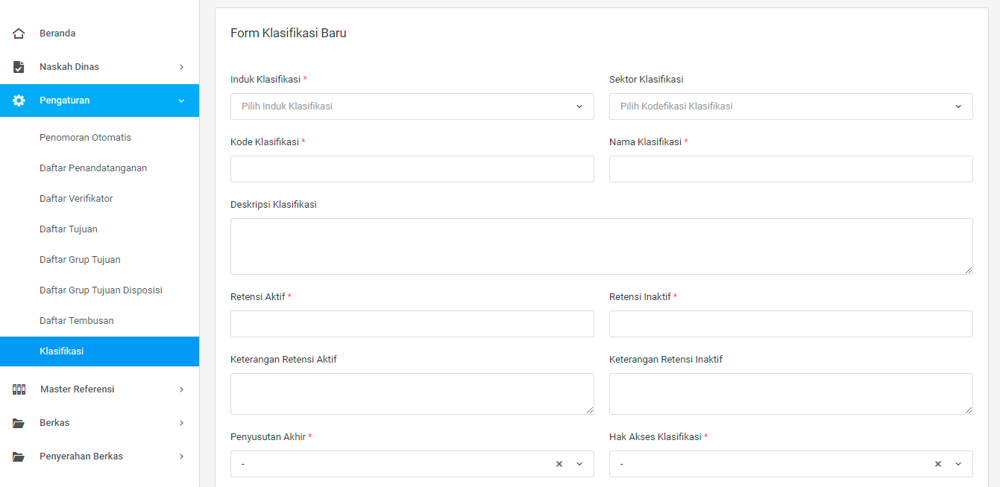 Beranda
Naskah Dinas
Pengaturan
Penomoran Otomatis
Daftar Penandatanganan
Daftar Verifikator
Daftar Tujuan
Daftar Grup Tujuan
Daftar Grup Tujuan Disposisi
Daftar Tembusan
Klasifikasi
Master Referensi
Berkas
Penyerahan Berkas
Form Klasifikasi Baru
Induk Klasifikasi *
Sektor Klasifikasi
Pilih Induk Klasifikasi
Pilih Kodefikasi Klasifikasi
Kode Klasifikasi *
Nama Klasifikasi *
Deskripsi Klasifikasi
Retensi Aktif *
Retensi Inaktif *
Keterangan Retensi Aktif
Keterangan Retensi Inaktif
Penyusutan Akhir *
Hak Akses Klasifikasi *
-
-